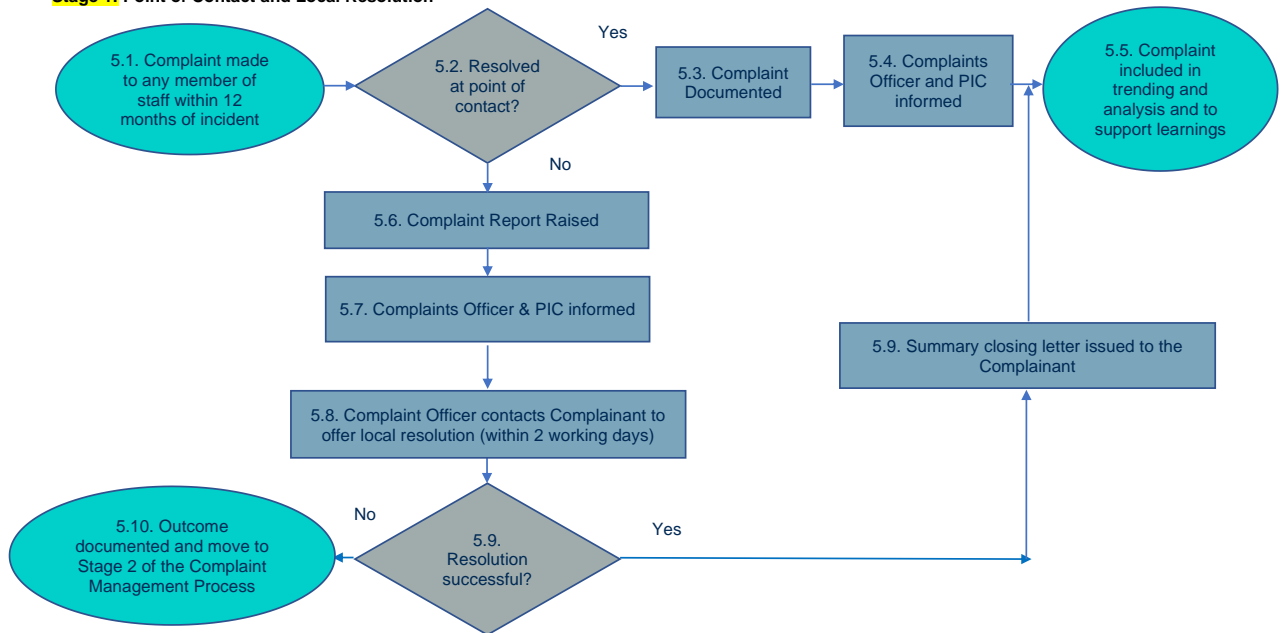 Stage 1: Point of Contact and Local Resolution
5.1. Complaint made
to any member of
staff within 12
months of incident
5.2. Resolved
at point of
contact?
Yes
5.3. Complaint
Documented
5.4. Complaints
Officer and PIC
informed
5.5. Complaint
included in
trending and
analysis and to
support learnings
No
5.6. Complaint Report Raised
5.7. Complaints Officer & PIC informed
5.9. Summary closing letter issued to the
Complainant
5.8. Complaint Officer contacts Complainant to
offer local resolution (within 2 working days)
No
5.10. Outcome
documented and move to
Stage 2 of the Complaint
Management Process
5.9.
Resolution
successful?
Yes